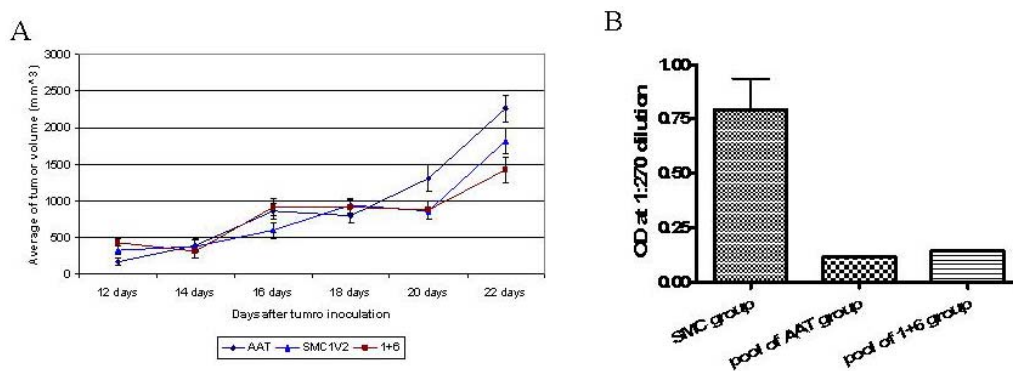 A
3000
2500
2000
1500
1000
500
0
Average of tumor volume (mm^3)
12 days
14 days
16 days
18 days
20 days
22 days
Days after tumro inoculation
AAT
SMC1V2
1+6
B
1.00
0.75
0.50
0.25
0.00
OD at 1:270 dilution
SMC group
pool of AAT group
pool of 1+6 group